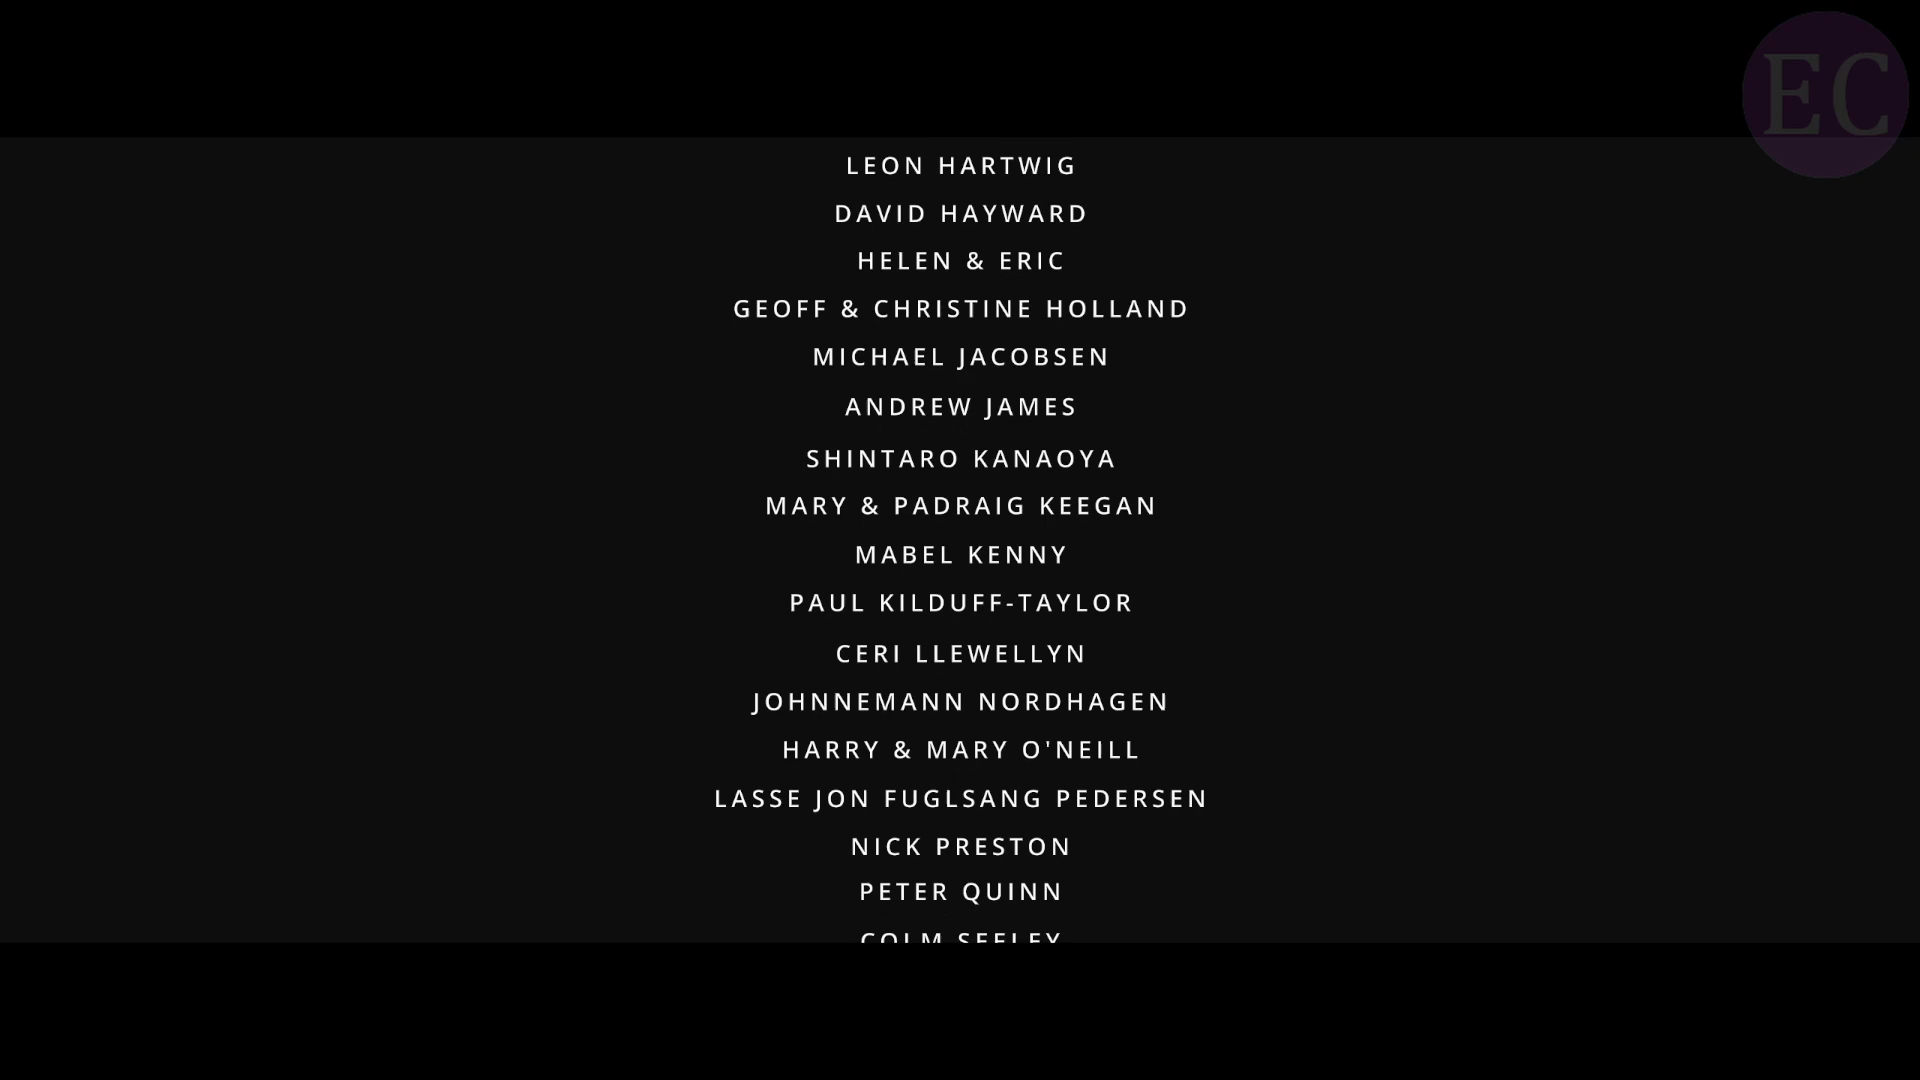 EC
LEON HARTWIG
DAVID HAYWARD
HELEN & ERIC
GEOFF & CHRISTINE HOLLAND
MICHAEL JACOBSEN
ANDREW JAMES
SHINTARO KANAOYA
MARY & PADRAIG KEEGAN
MABEL KENNY
PAUL KILDUFF-TAYLOR
CERI LLEWELLYN
JOHNNEMANN NORDHAGEN
HARRY & MARY O'NEILL
LASSE JON FUGLSANG PEDERSEN
NICK PRESTON
PETER QUINN
COLM SEELEY